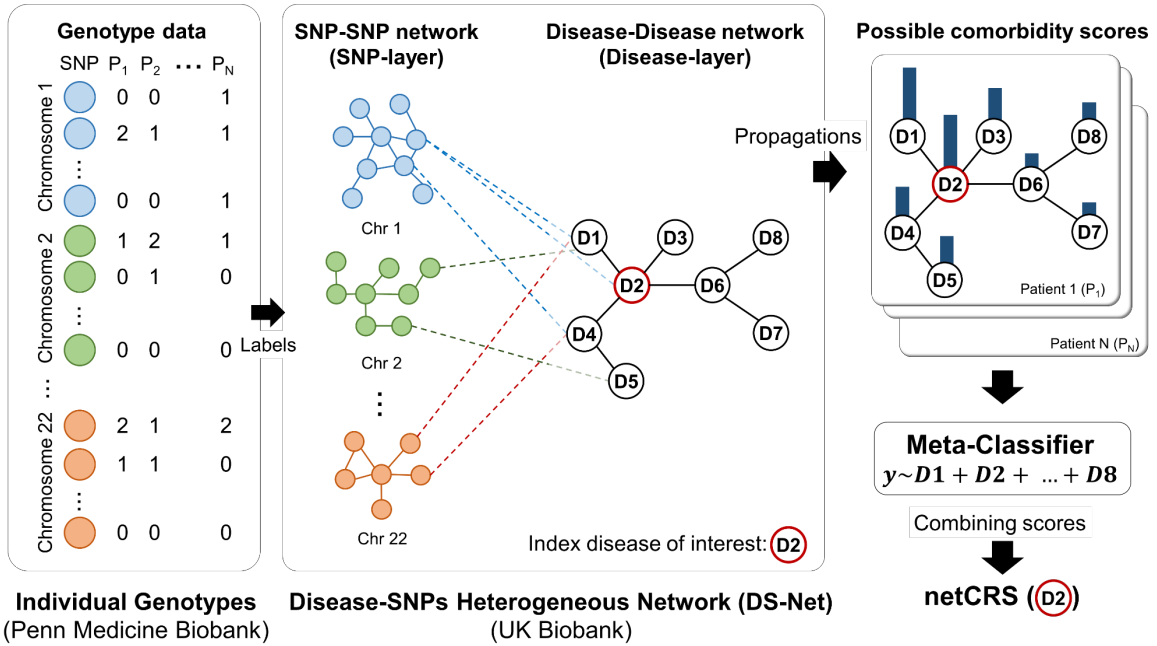 Genotype data
SNP P1 P2 ••• PN
Chromosome 1
0 0 1
2 1 1
⋮
0 0 1
Chromosome 2
1 2 1
0 1 0
⋮
0 0 0
⋮
Chromosome 22
2 1 2
1 1 0
⋮
0 0 0
Individual Genotypes
(Penn Medicine Biobank)
Labels
SNP-SNP network
(SNP-layer)
Chr 1
Chr 2
⋮
Chr 22
Disease-Disease network
(Disease-layer)
D1
D3
D8
D2
D6
D4
D7
D5
Index disease of interest: D2
Disease-SNPs Heterogeneous Network (DS-Net)
(UK Biobank)
Propagations
Possible comorbidity scores
D1
D3
D8
D2
D6
D4
D7
D5
Patient 1 (P1)
Patient N (PN)
Meta-Classifier
y~D1 + D2 + … + D8
Combining scores
netCRS (D2)